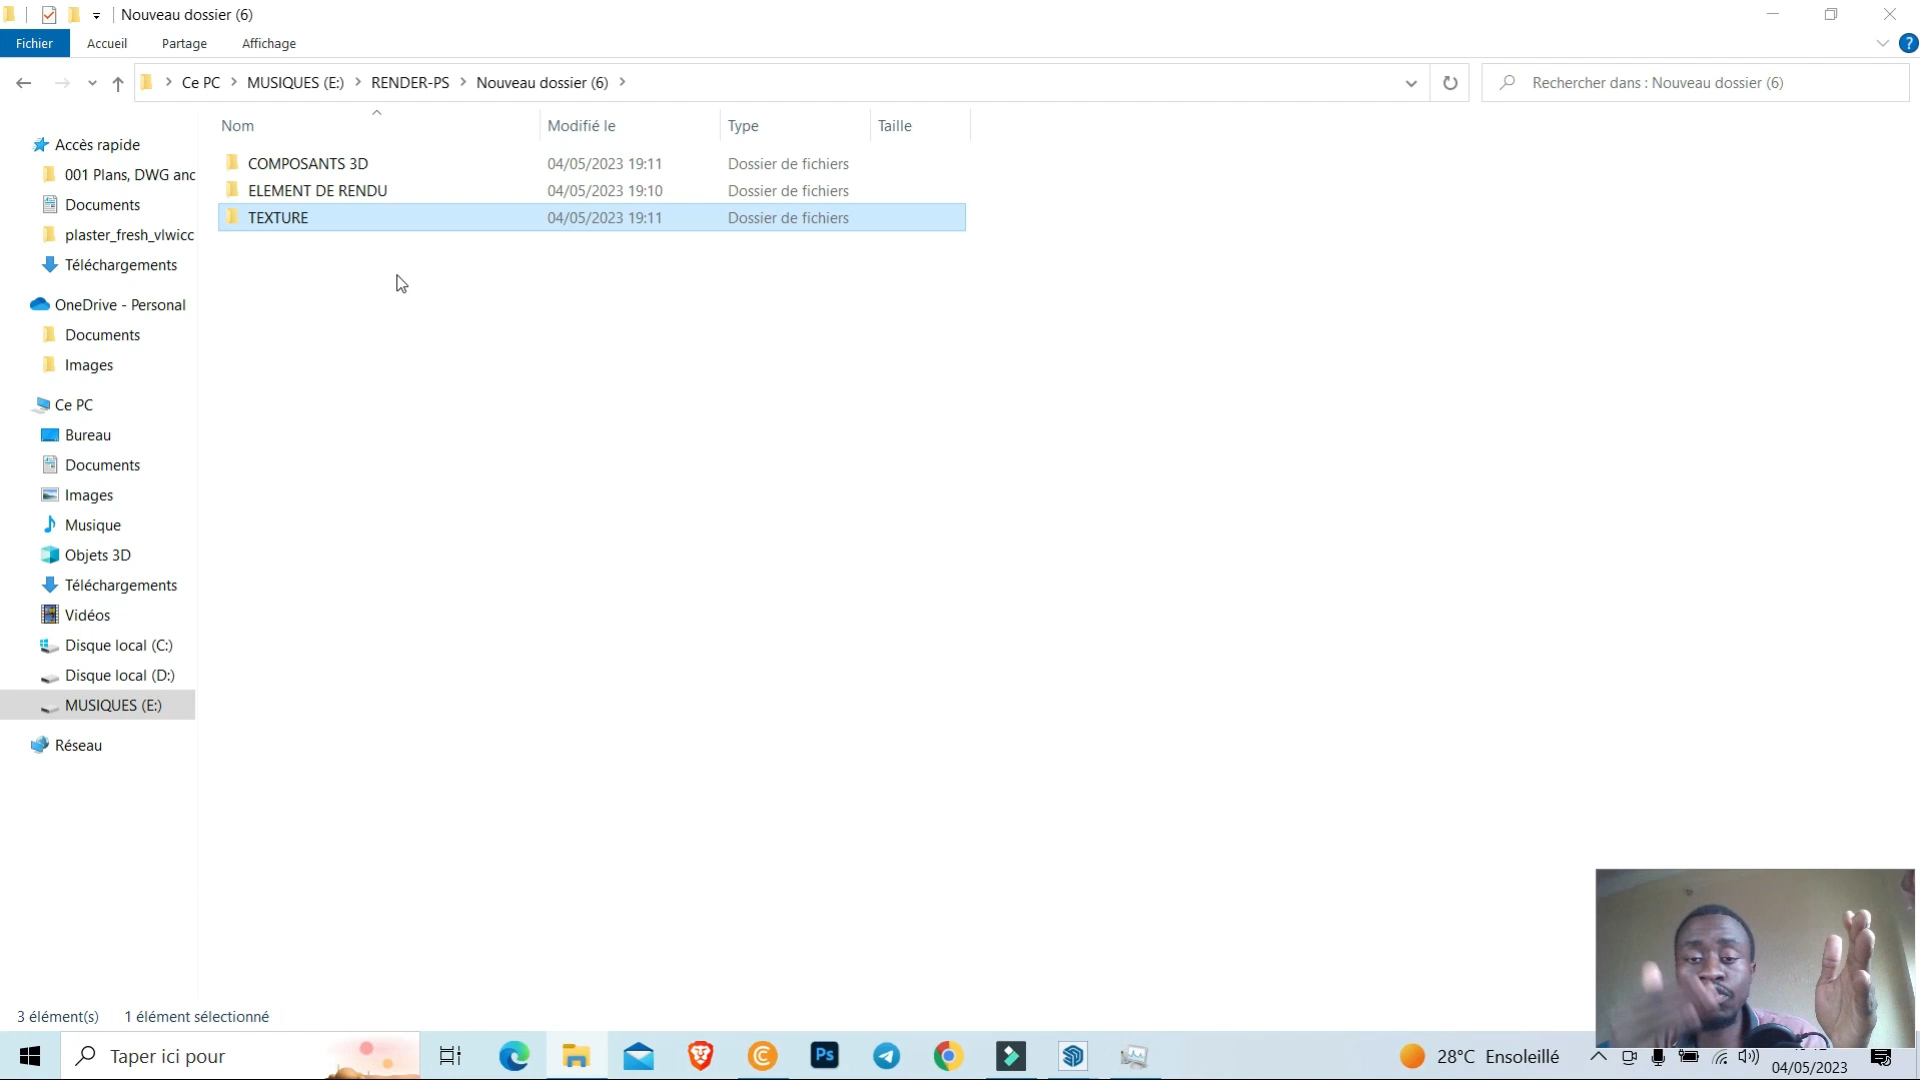 Nouveau dossier (6)
Fichier Accueil Partage Affichage
Ce PC MUSIQUES (E:) RENDER-PS Nouveau dossier (6) Rechercher dans : Nouveau dossier (6)
Nom Modifié le Type Taille
COMPOSANTS 3D 04/05/2023 19:11 Dossier de fichiers
ELEMENT DE RENDU 04/05/2023 19:10 Dossier de fichiers
TEXTURE 04/05/2023 19:11 Dossier de fichiers
Accès rapide
001 Plans, DWG anc
Documents
plaster_fresh_vlwicc
Téléchargements
OneDrive - Personal
Documents
Images
Ce PC
Bureau
Documents
Images
Musique
Objets 3D
Téléchargements
Vidéos
Disque local (C:)
Disque local (D:)
MUSIQUES (E:)
Réseau
3 élément(s) 1 élément sélectionné
Taper ici pour Ps 28°C Ensoleillé
04/05/2023